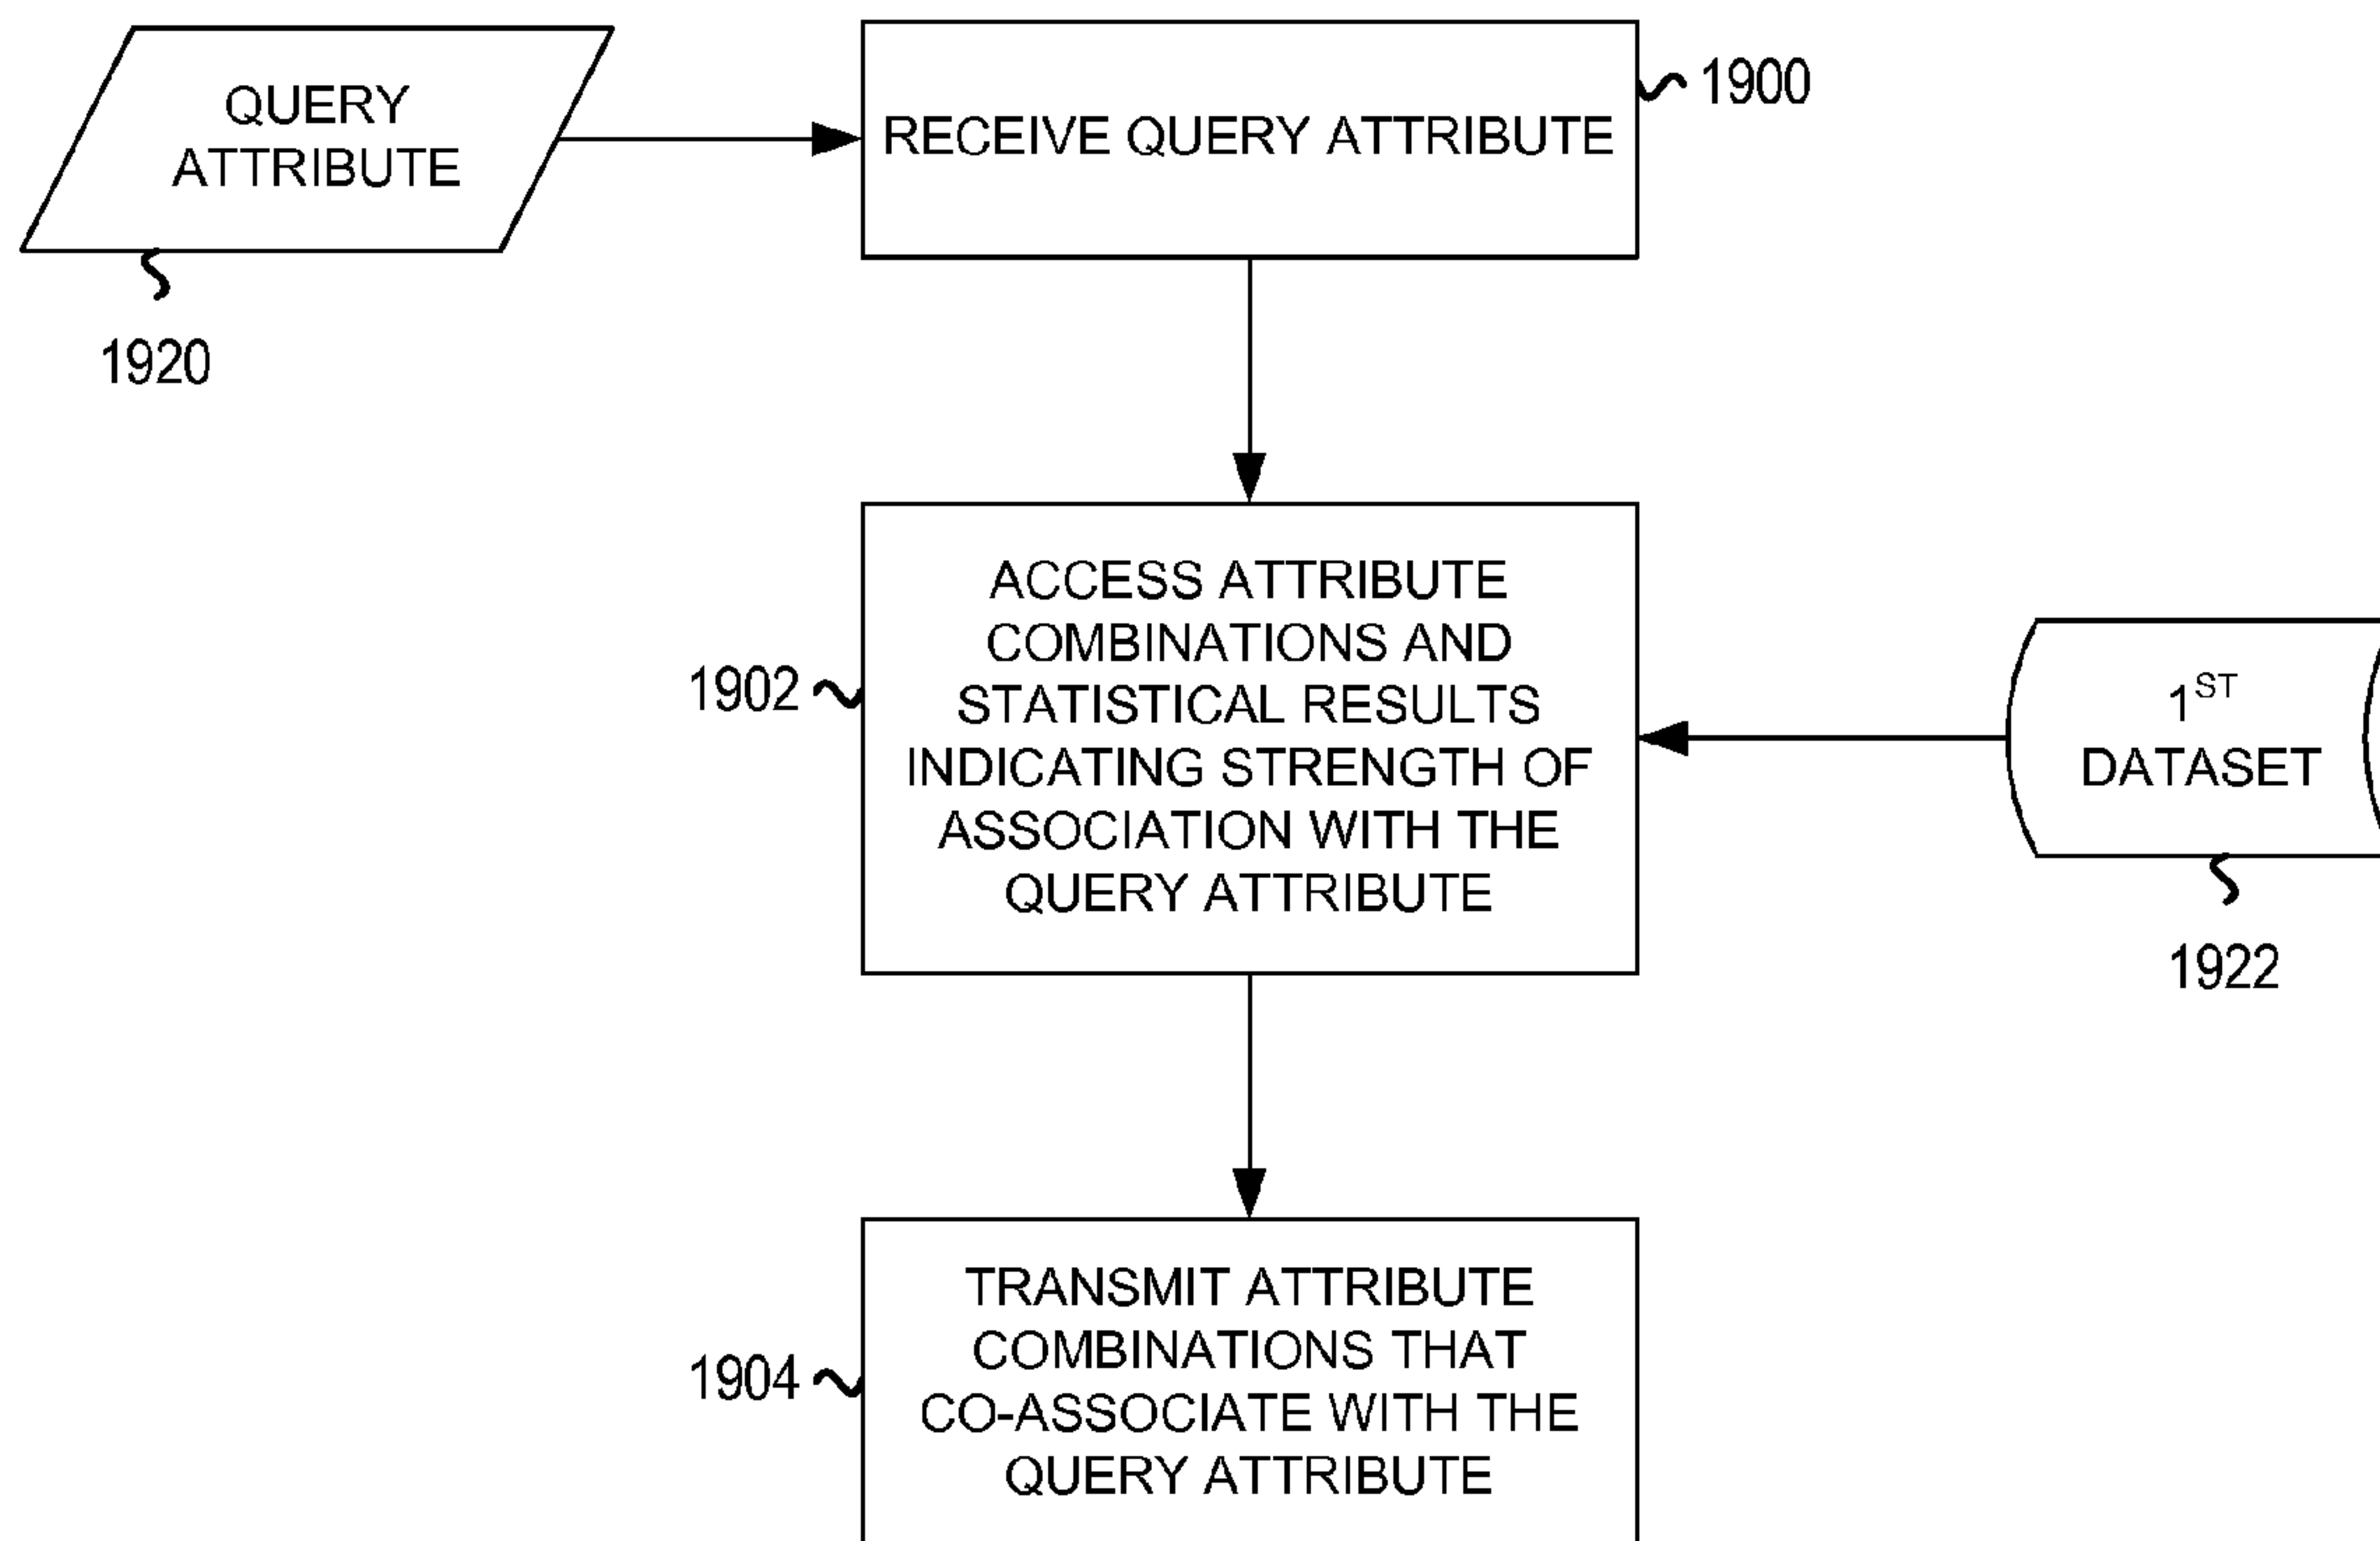 QUERY
ATTRIBUTE
1920
RECEIVE QUERY ATTRIBUTE
1900
1902
ACCESS ATTRIBUTE
COMBINATIONS AND
STATISTICAL RESULTS
INDICATING STRENGTH OF
ASSOCIATION WITH THE
QUERY ATTRIBUTE
1ST
DATASET
1922
1904
TRANSMIT ATTRIBUTE
COMBINATIONS THAT
CO-ASSOCIATE WITH THE
QUERY ATTRIBUTE